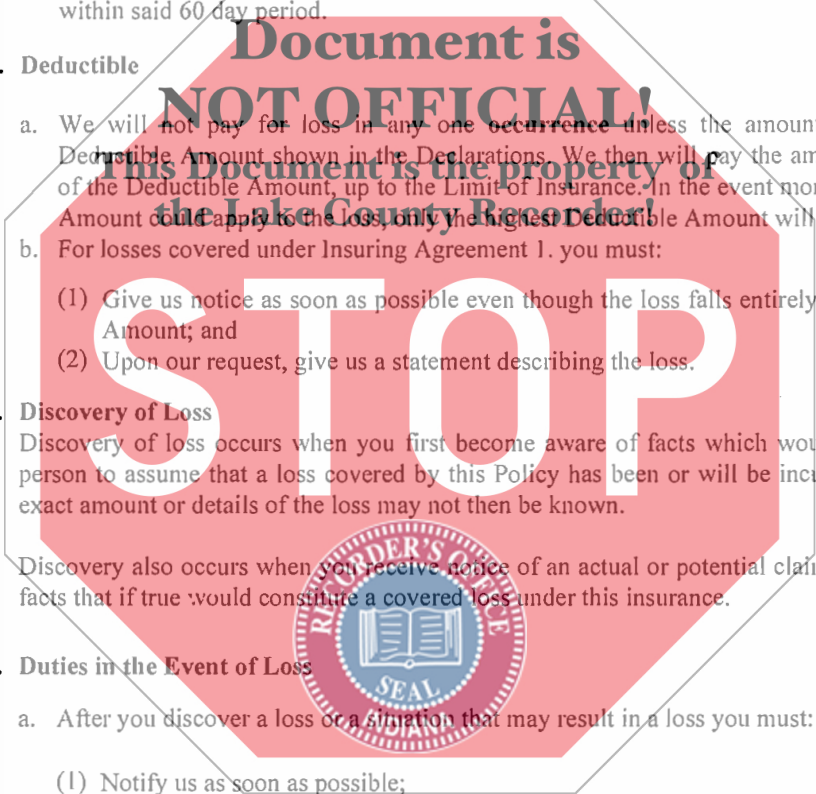 within said 60 day period.
Document is
. Deductible
NOT OFFICIAL!
a. We will not pay for loss in any one occurrence unless the amoun
This Document is the property of
Deductible Amount shown in the Declarations. We then will pay the am
of the Deductible Amount, up to the Limit of Insurance. In the event mor
the Lake County Recorder!
Amount could apply to the loss, only the highest Deductible Amount will
b. For losses covered under Insuring Agreement 1. you must:
(1) Give us notice as soon as possible even though the loss falls entirely
Amount; and
(2) Upon our request, give us a statement describing the loss.
STOP
. Discovery of Loss
Discovery of loss occurs when you first become aware of facts which wou
person to assume that a loss covered by this Policy has been or will be incu
exact amount or details of the loss may not then be known.
Discovery also occurs when you receive notice of an actual or potential clai
facts that if true would constitute a covered loss under this insurance.
RECORDER'S OFFICE
SEAL
INDIANA
. Duties in the Event of Loss
a. After you discover a loss or a situation that may result in a loss you must:
(1) Notify us as soon as possible;